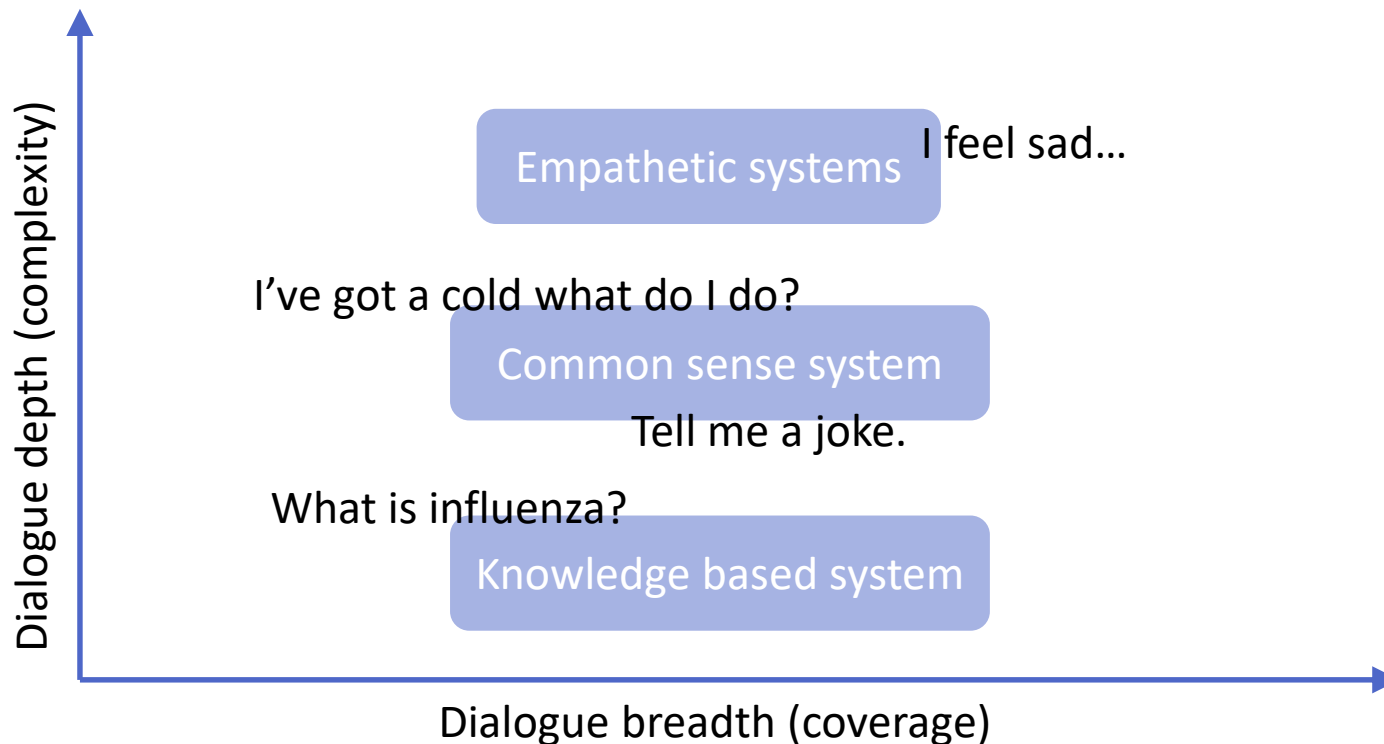 Dialogue depth (complexity)
Empathetic systems
I feel sad…
I’ve got a cold what do I do?
Common sense system
Tell me a joke.
What is influenza?
Knowledge based system
Dialogue breadth (coverage)